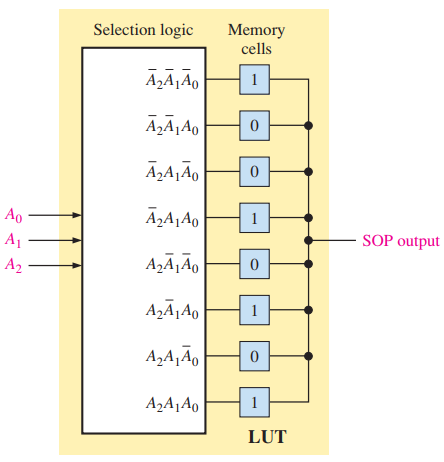 Selection logic Memory cells
A̅₂A̅₁A̅₀ 1
A̅₂A̅₁A₀ 0
A̅₂A₁A̅₀ 0
A₀
A̅₂A₁A₀ 1
A₁ SOP output
A₂
A₂A̅₁A̅₀ 0
A₂A̅₁A₀ 1
A₂A₁A̅₀ 0
A₂A₁A₀ 1
LUT